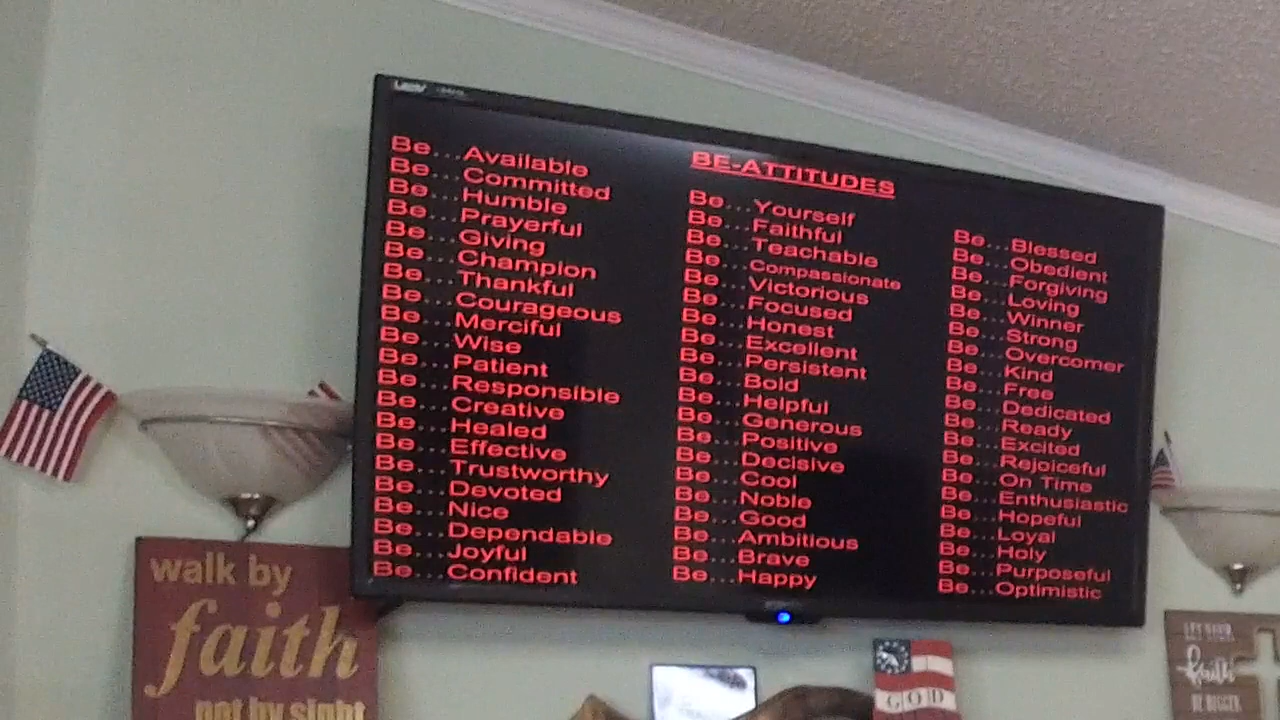 BE-ATTITUDES
Be...Available
Be...Committed
Be...Humble
Be...Prayerful
Be...Giving
Be...Champion
Be...Thankful
Be...Courageous
Be...Merciful
Be...Wise
Be...Patient
Be...Responsible
Be...Creative
Be...Healed
Be...Effective
Be...Trustworthy
Be...Devoted
Be...Nice
Be...Dependable
Be...Joyful
Be...Confident
Be...Yourself
Be...Faithful
Be...Teachable
Be...Compassionate
Be...Victorious
Be...Focused
Be...Honest
Be...Excellent
Be...Persistent
Be...Bold
Be...Helpful
Be...Generous
Be...Positive
Be...Decisive
Be...Cool
Be...Noble
Be...Good
Be...Ambitious
Be...Brave
Be...Happy
Be...Blessed
Be...Obedient
Be...Forgiving
Be...Loving
Be...Winner
Be...Strong
Be...Overcomer
Be...Kind
Be...Free
Be...Dedicated
Be...Ready
Be...Excited
Be...Rejoiceful
Be...On Time
Be...Enthusiastic
Be...Hopeful
Be...Loyal
Be...Holy
Be...Purposeful
Be...Optimistic
walk by
faith
not by sight
GOD
LET YOUR
faith
BE BIGGER